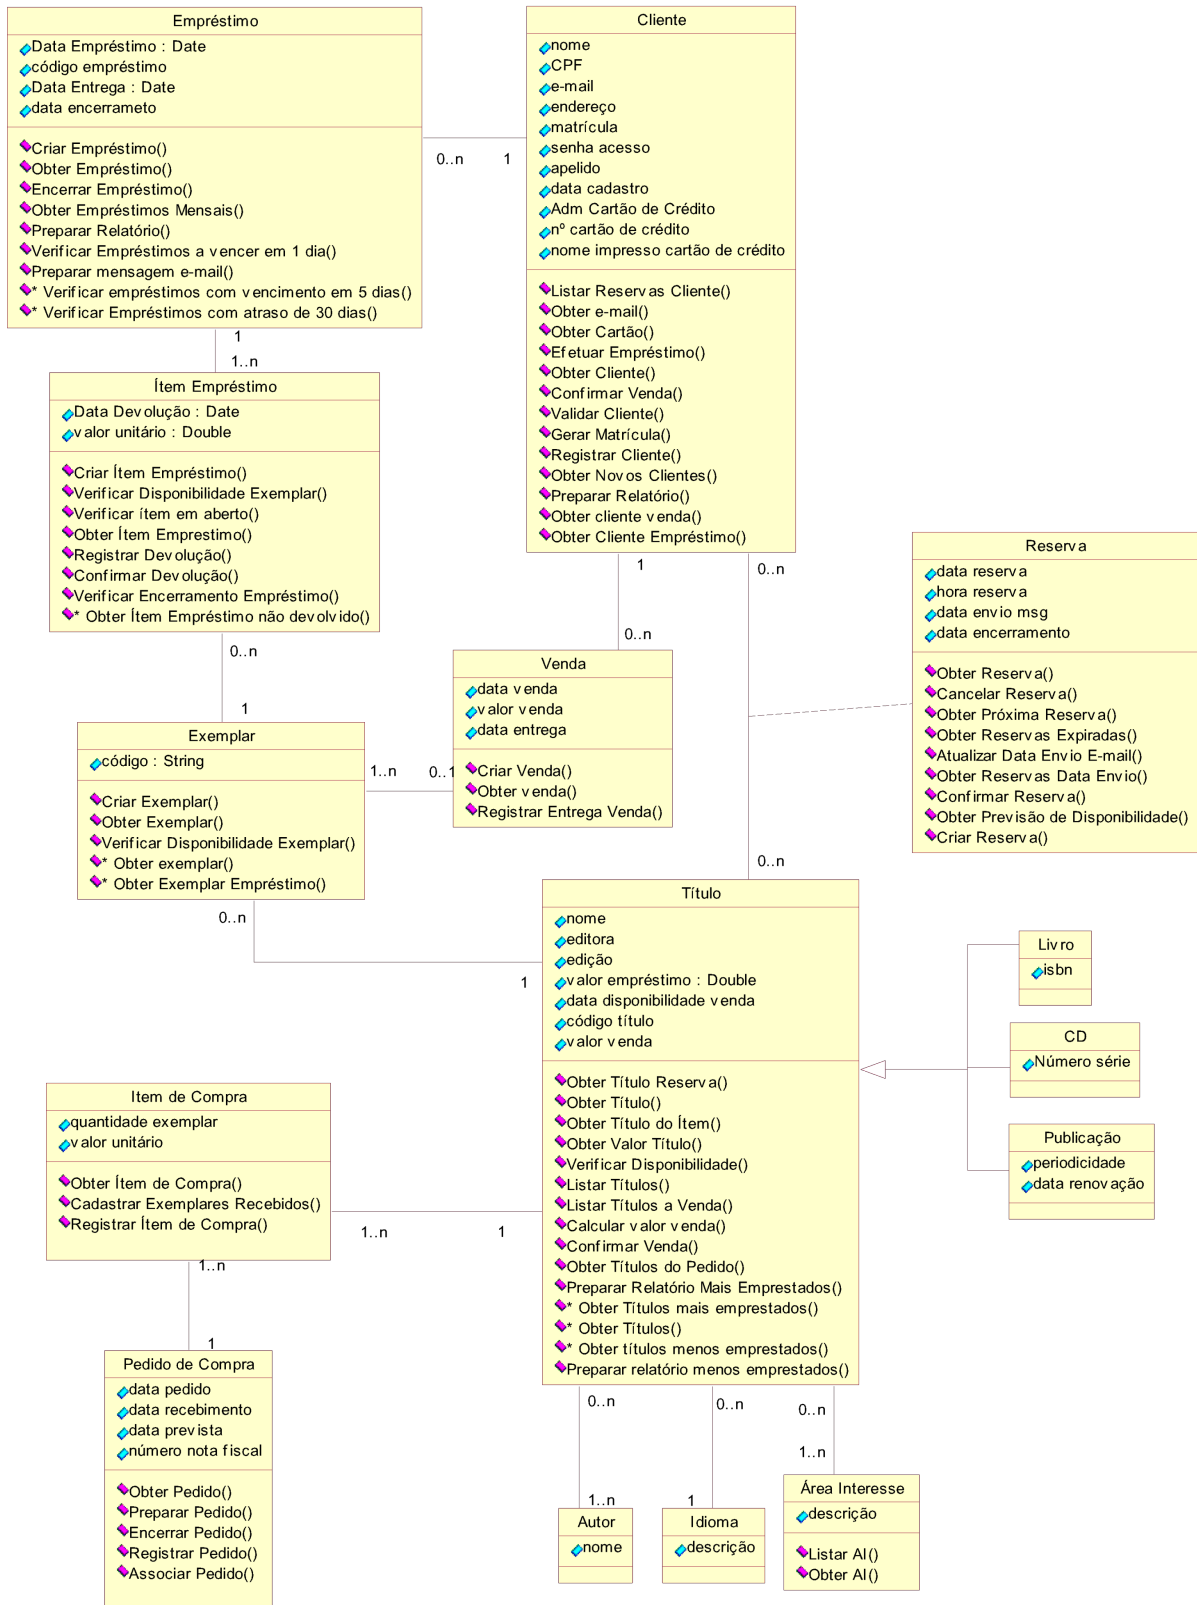 Empréstimo
Data Empréstimo : Date
código empréstimo
Data Entrega : Date
data encerrameto
Criar Empréstimo()
Obter Empréstimo()
Encerrar Empréstimo()
Obter Empréstimos Mensais()
Preparar Relatório()
Verificar Empréstimos a vencer em 1 dia()
Preparar mensagem e-mail()
* Verificar empréstimos com vencimento em 5 dias()
* Verificar Empréstimos com atraso de 30 dias()
0..n
1
Cliente
nome
CPF
e-mail
endereço
matrícula
senha acesso
apelido
data cadastro
Adm Cartão de Crédito
nº cartão de crédito
nome impresso cartão de crédito
Listar Reservas Cliente()
Obter e-mail()
Obter Cartão()
Efetuar Empréstimo()
Obter Cliente()
Confirmar Venda()
Validar Cliente()
Gerar Matrícula()
Registrar Cliente()
Obter Novos Clientes()
Preparar Relatório()
Obter cliente venda()
Obter Cliente Empréstimo()
1
1..n
Ítem Empréstimo
Data Devolução : Date
valor unitário : Double
Criar Ítem Empréstimo()
Verificar Disponibilidade Exemplar()
Verificar ítem em aberto()
Obter Ítem Emprestimo()
Registrar Devolução()
Confirmar Devolução()
Verificar Encerramento Empréstimo()
* Obter Ítem Empréstimo não devolvido()
1
0..n
0..n
Reserva
data reserva
hora reserva
data envio msg
data encerramento
Obter Reserva()
Cancelar Reserva()
Obter Próxima Reserva()
Obter Reservas Expiradas()
Atualizar Data Envio E-mail()
Obter Reservas Data Envio()
Confirmar Reserva()
Obter Previsão de Disponibilidade()
Criar Reserva()
0..n
1
Venda
data venda
valor venda
data entrega
Criar Venda()
Obter venda()
Registrar Entrega Venda()
Exemplar
código : String
Criar Exemplar()
Obter Exemplar()
Verificar Disponibilidade Exemplar()
* Obter exemplar()
* Obter Exemplar Empréstimo()
1..n
0..1
0..n
0..n
1
Título
nome
editora
edição
valor empréstimo : Double
data disponibilidade venda
código título
valor venda
Obter Título Reserva()
Obter Título()
Obter Título do Ítem()
Obter Valor Título()
Verificar Disponibilidade()
Listar Títulos()
Listar Títulos a Venda()
Calcular valor venda()
Confirmar Venda()
Obter Títulos do Pedido()
Preparar Relatório Mais Emprestados()
* Obter Títulos mais emprestados()
* Obter Títulos()
* Obter títulos menos emprestados()
Preparar relatório menos emprestados()
Livro
isbn
CD
Número série
Publicação
periodicidade
data renovação
Item de Compra
quantidade exemplar
valor unitário
Obter Ítem de Compra()
Cadastrar Exemplares Recebidos()
Registrar Ítem de Compra()
1..n
1
1..n
1
Pedido de Compra
data pedido
data recebimento
data prevista
número nota fiscal
Obter Pedido()
Preparar Pedido()
Encerrar Pedido()
Registrar Pedido()
Associar Pedido()
0..n
0..n
0..n
1..n
1
1..n
Autor
nome
Idioma
descrição
Área Interesse
descrição
Listar AI()
Obter AI()